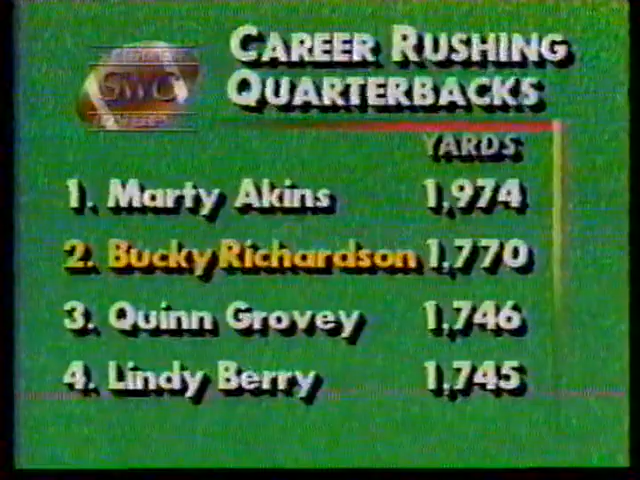 CAREER RUSHING
QUARTERBACKS
SWC
YARDS
1. Marty Akins 1,974
2. Bucky Richardson 1,770
3. Quinn Grovey 1,746
4. Lindy Berry 1,745